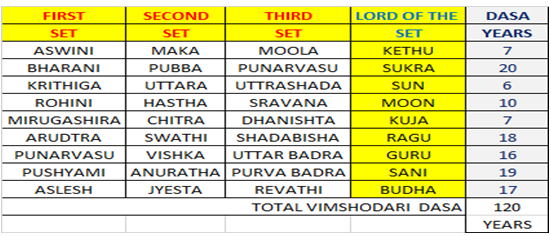 FIRST SECOND THIRD LORD OF THE DASA
SET SET SET SET YEARS
ASWINI MAKA MOOLA KETHU 7
BHARANI PUBBA PUNARVASU SUKRA 20
KRITHIGA UTTARA UTTRASHADA SUN 6
ROHINI HASTHA SRAVANA MOON 10
MIRUGASHIRA CHITRA DHANISHTA KUJA 7
ARUDTRA SWATHI SHADABISHA RAGU 18
PUNARVASU VISHKA UTTAR BADRA GURU 16
PUSHYAMI ANURATHA PURVA BADRA SANI 19
ASLESH JYESTA REVATHI BUDHA 17
TOTAL VIMSHODARI DASA 120
YEARS